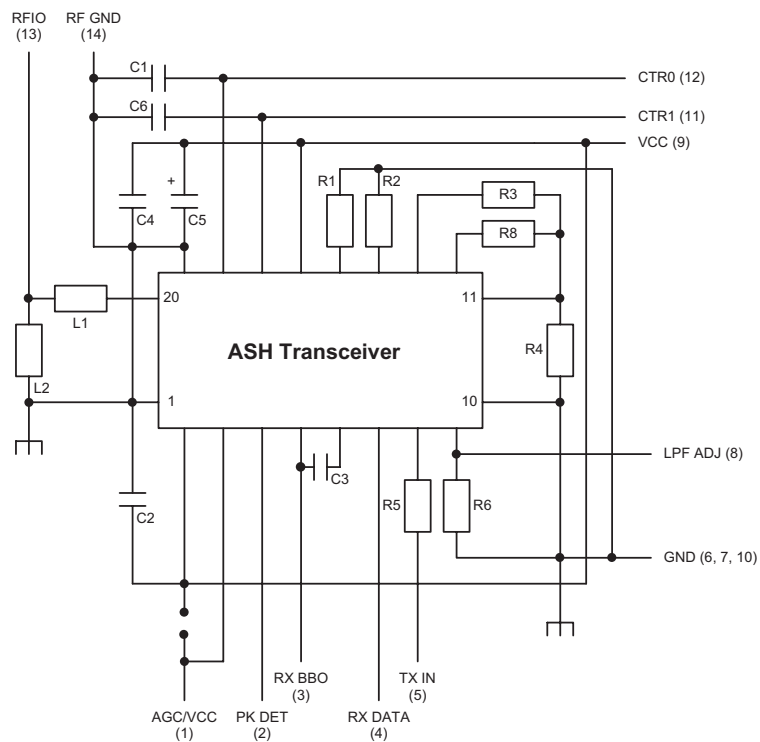 RFIO
(13)
RF GND
(14)
C1
CTR0 (12)
C6
CTR1 (11)
VCC (9)
R1
R2
R3
+
C4
C5
R8
20
11
L1
ASH Transceiver
R4
L2
1
10
LPF ADJ (8)
C3
C2
R5
R6
GND (6, 7, 10)
RX BBO
(3)
TX IN
(5)
AGC/VCC
(1)
PK DET
(2)
RX DATA
(4)